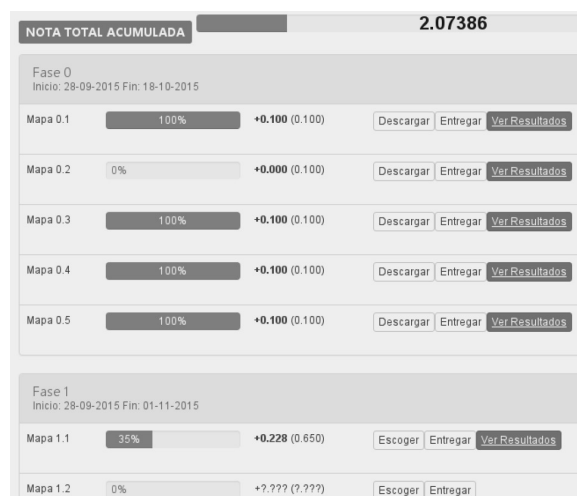 NOTA TOTAL ACUMULADA 2.07386
Fase 0
Inicio: 28-09-2015 Fin: 18-10-2015
Mapa 0.1 100% +0.100 (0.100) Descargar Entregar Ver Resultados
Mapa 0.2 0% +0.000 (0.100) Descargar Entregar Ver Resultados
Mapa 0.3 100% +0.100 (0.100) Descargar Entregar Ver Resultados
Mapa 0.4 100% +0.100 (0.100) Descargar Entregar Ver Resultados
Mapa 0.5 100% +0.100 (0.100) Descargar Entregar Ver Resultados
Fase 1
Inicio: 28-09-2015 Fin: 01-11-2015
Mapa 1.1 35% +0.228 (0.650) Escoger Entregar Ver Resultados
Mapa 1.2 0% +?.??? (?.???) Escoger Entregar